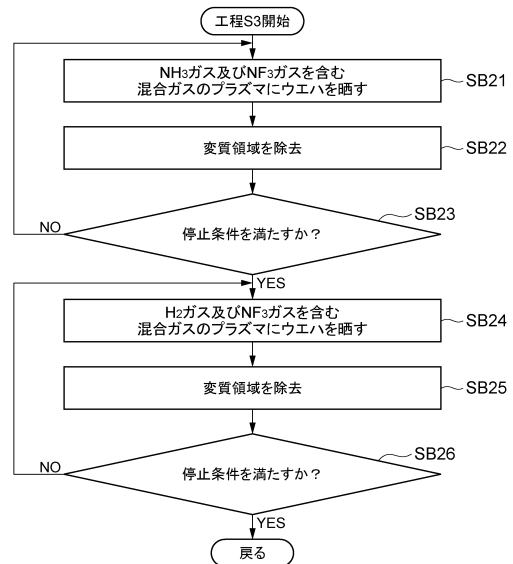 工程S3開始
NH3ガス及びNF3ガスを含む
混合ガスのプラズマにウエハを晒す
SB21
変質領域を除去
SB22
SB23
停止条件を満たすか？
NO
YES
H2ガス及びNF3ガスを含む
混合ガスのプラズマにウエハを晒す
SB24
変質領域を除去
SB25
SB26
停止条件を満たすか？
NO
YES
戻る